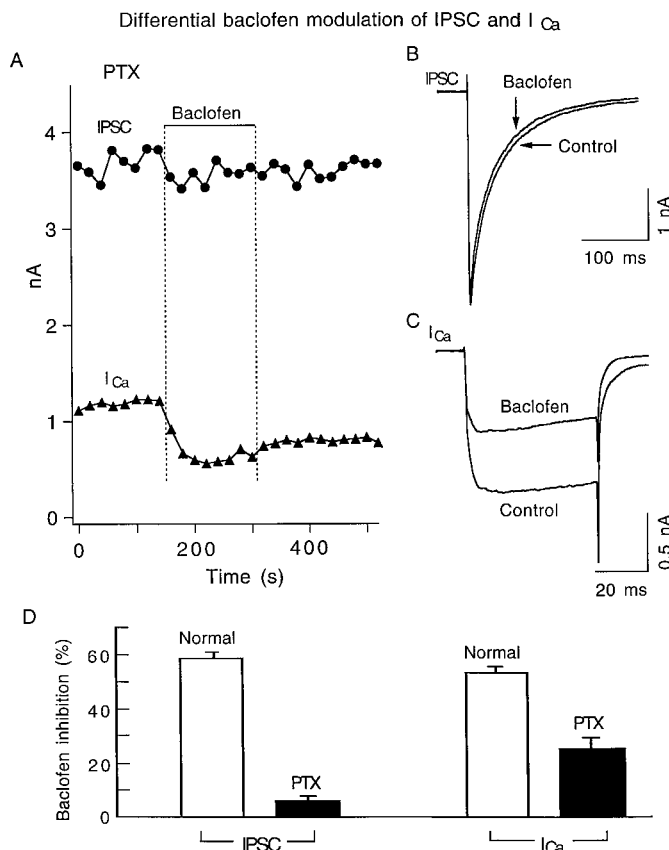 Differential baclofen modulation of IPSC and I Ca
A
PTX
IPSC
Baclofen
4
3
2
1
0
nA
I Ca
0
200
400
Time (s)
B
IPSC
Baclofen
Control
1 nA
100 ms
C
I Ca
Baclofen
Control
0.5 nA
20 ms
D
Baclofen inhibition (%)
60
40
20
0
Normal
PTX
IPSC
Normal
PTX
I Ca